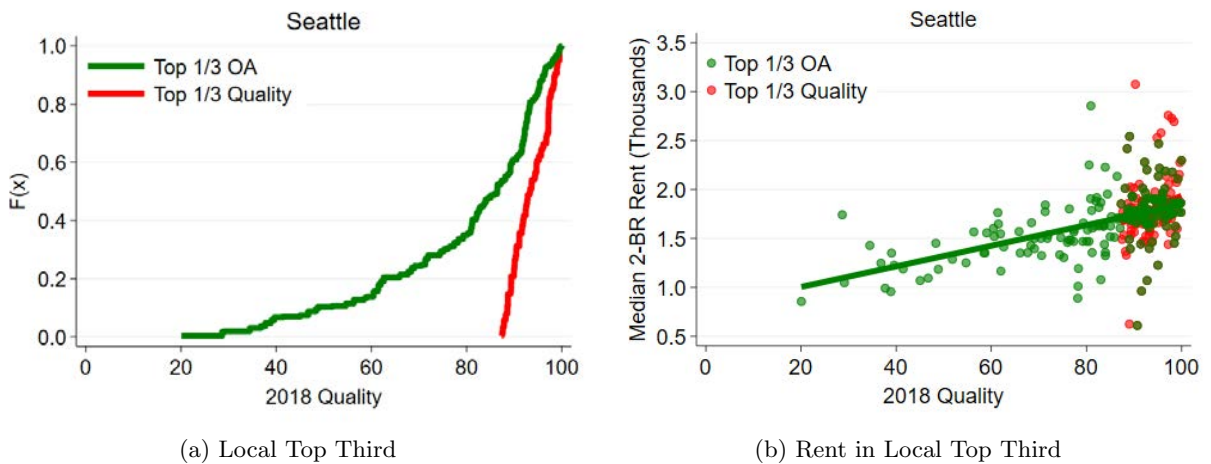 Seattle
1.0
0.8
0.6
0.4
0.2
0.0
F(x)
Top 1/3 OA
Top 1/3 Quality
0 20 40 60 80 100
2018 Quality
(a) Local Top Third
Seattle
3.5
3.0
2.5
2.0
1.5
1.0
0.5
Median 2-BR Rent (Thousands)
Top 1/3 OA
Top 1/3 Quality
0 20 40 60 80 100
2018 Quality
(b) Rent in Local Top Third